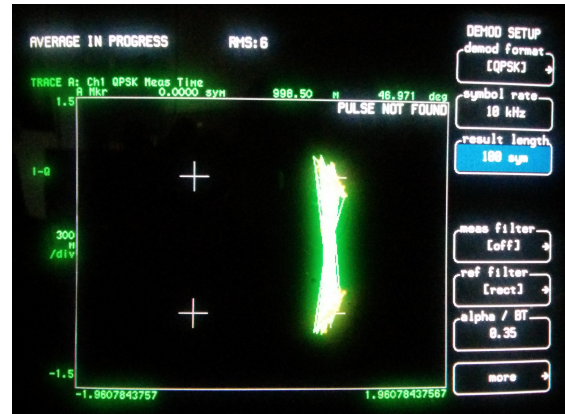 AVERAGE IN PROGRESS RMS:6
TRACE A: Ch1 QPSK Meas Time
A Mkr 0.0000 sym 998.50 M 46.971 deg
1.5
PULSE NOT FOUND
I-Q
300
M
/div
-1.5
-1.9607843757 1.9607843567
DEMOD SETUP
demod format
[QPSK]
symbol rate
10 kHz
result length
100 sym
meas filter
[off]
ref filter
[rect]
alpha / BT
0.35
more